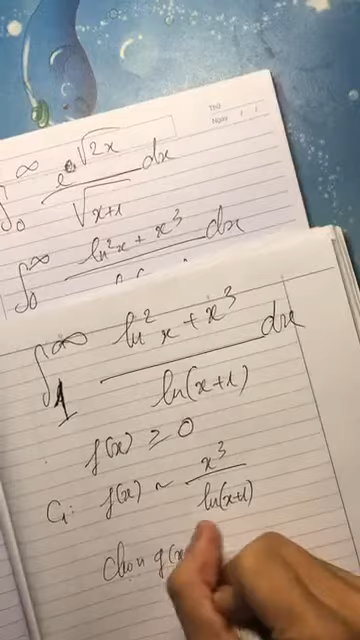 Thứ
Ngày / /
∫₀^∞ e^√2x / √x+1 dx
∫₀^∞ ln²x + x³ dx
∫₁^∞ ln²x + x³ / ln(x+1) dx
f(x) ≥ 0
C₁: f(x) ~ x³ / ln(x+1)
Chọn g(x